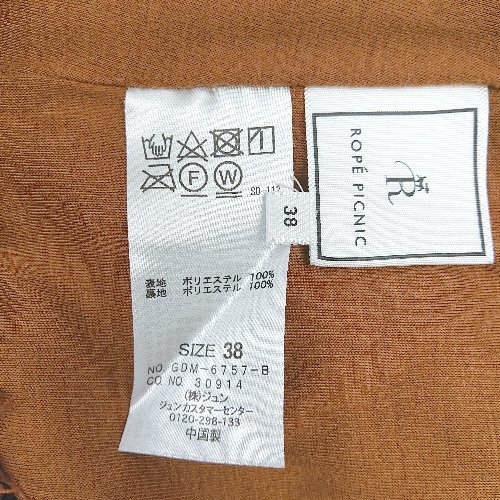 F
W
SD-112
表地 ポリエステル 100%
裏地 ポリエステル 100%
SIZE 38
NO. GDM-6757-B
CO. NO. 30914
(株)ジュン
ジュンカスタマーセンター
0120-298-133
中国製
38
R
ROPÉ PICNIC